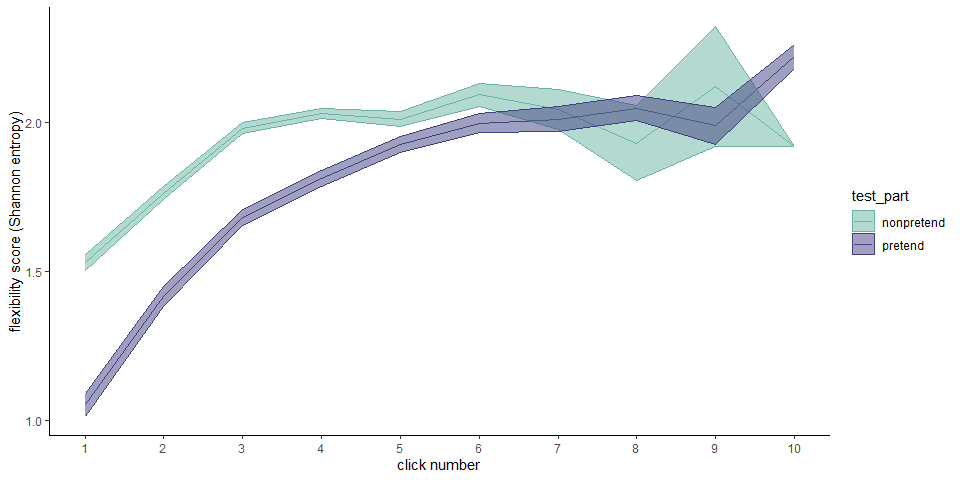 flexibility score (Shannon entropy)
2.0
1.5
1.0
1 2 3 4 5 6 7 8 9 10
click number
test_part
nonpretend
pretend